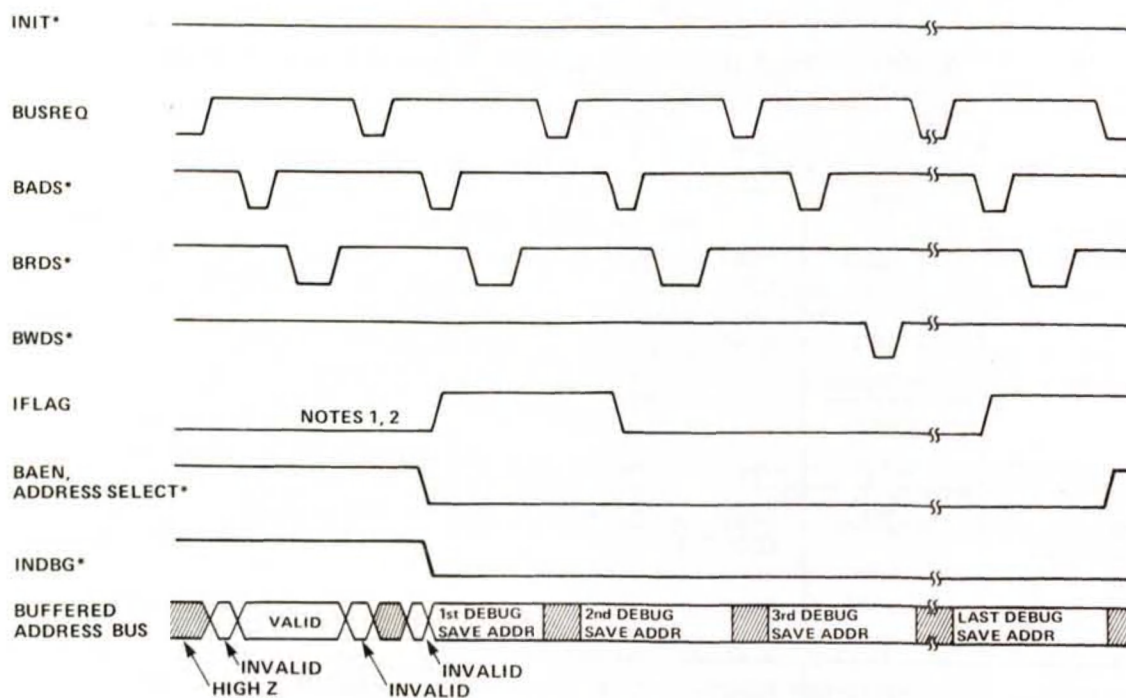 INIT*
BUSREQ
BADS*
BRDS*
BWDS*
IFLAG
NOTES 1, 2
BAEN,
ADDRESS SELECT*
INDBG*
BUFFERED
ADDRESS BUS
VALID
1st DEBUG
SAVE ADDR
2nd DEBUG
SAVE ADDR
3rd DEBUG
SAVE ADDR
LAST DEBUG
SAVE ADDR
INVALID
HIGH Z
INVALID
INVALID